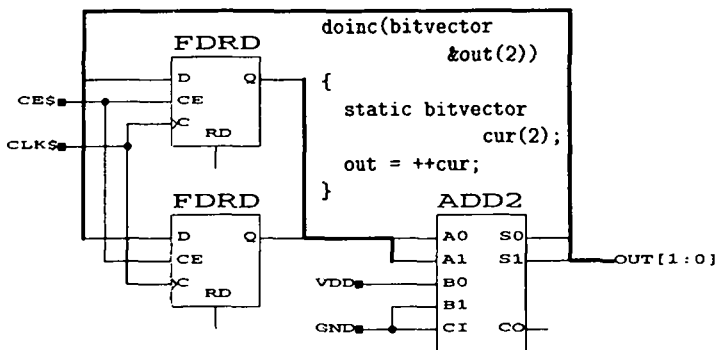 doinc(bitvector
&out(2))
{
static bitvector
cur(2);
out = ++cur;
}
FDRD
D Q
CE
C
RD
CE$
CLK$
FDRD
D Q
CE
C
RD
ADD2
A0 S0
A1 S1
B0
B1
CI CO
VDD
GND
OUT[1:0]